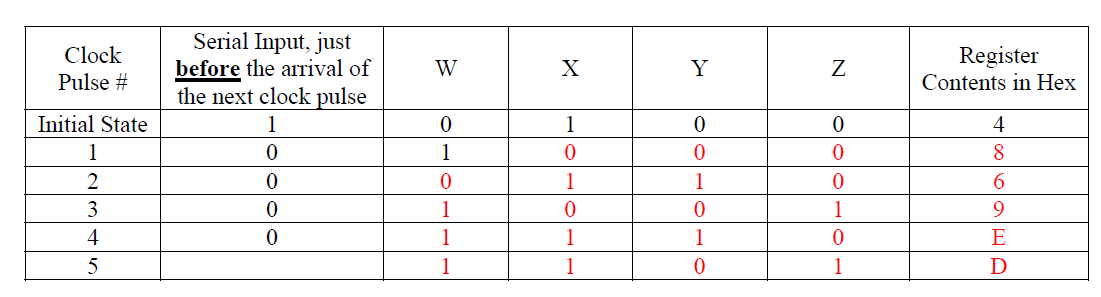 Clock Pulse # Serial Input, just before the arrival of the next clock pulse W X Y Z Register Contents in Hex
Initial State 1 0 1 0 0 4
1 0 1 0 0 0 8
2 0 0 1 1 0 6
3 0 1 0 0 1 9
4 0 1 1 1 0 E
5 1 1 0 1 D